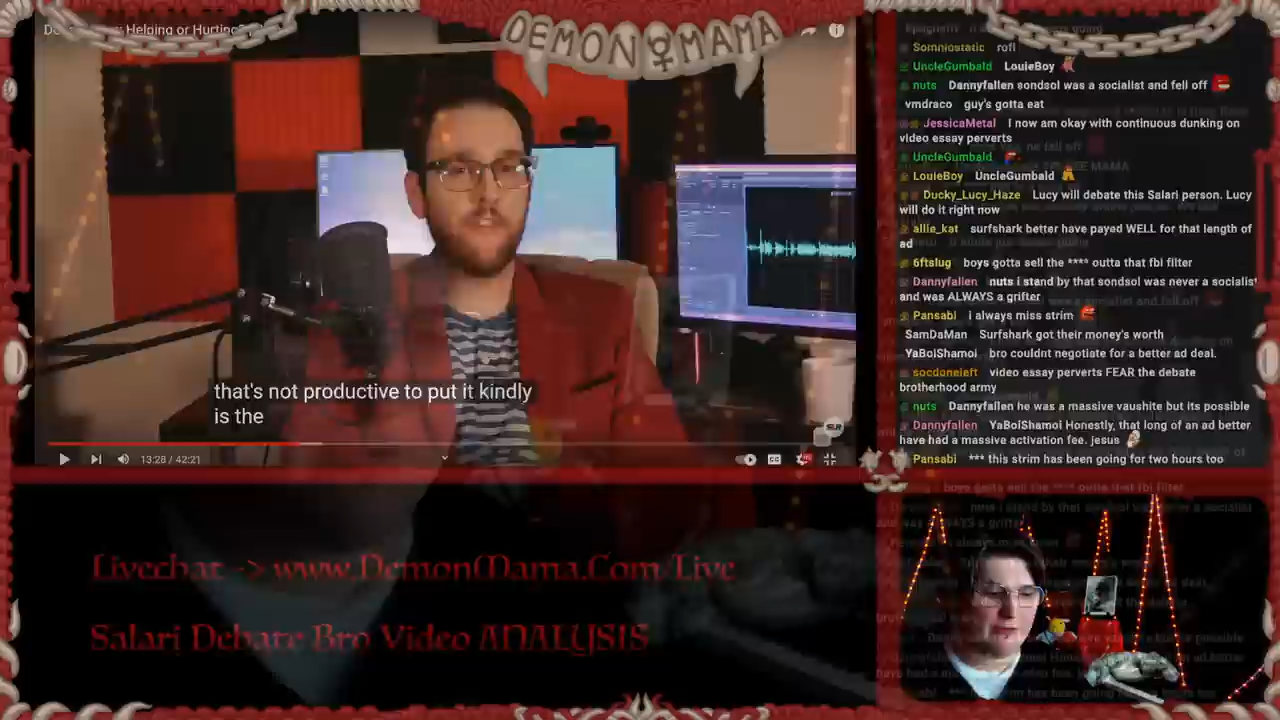 Helping or Hurting
DEMON MAMA
that's not productive to put it kindly
is the
13:28 / 42:21
Livechat -> www.DemonMama.Com/Live
Salari Debate Bro Video ANALYSIS
Somniostatic rofl
UncleGumbald LouieBoy
nuts Dannyfallen sondsol was a socialist and fell off
vmdraco guy's gotta eat
JessicaMetal I now am okay with continuous dunking on
video essay perverts
UncleGumbald
LouieBoy UncleGumbald
Ducky_Lucy_Haze Lucy will debate this Salari person. Lucy
will do it right now
allie_kat surfshark better have payed WELL for that length of
ad
6ftslug boys gotta sell the **** outta that fbi filter
Dannyfallen nuts i stand by that sondsol was never a socialist
and was ALWAYS a grifter
Pansabi i always miss strim
SamDaMan Surfshark got their money's worth
YaBoiShamoi bro couldnt negotiate for a better ad deal.
socdoneleft video essay perverts FEAR the debate
brotherhood army
nuts Dannyfallen he was a massive vaushite but its possible
Dannyfallen YaBoiShamoi Honestly, that long of an ad better
have had a massive activation fee. jesus
Pansabi *** this strim has been going for two hours too